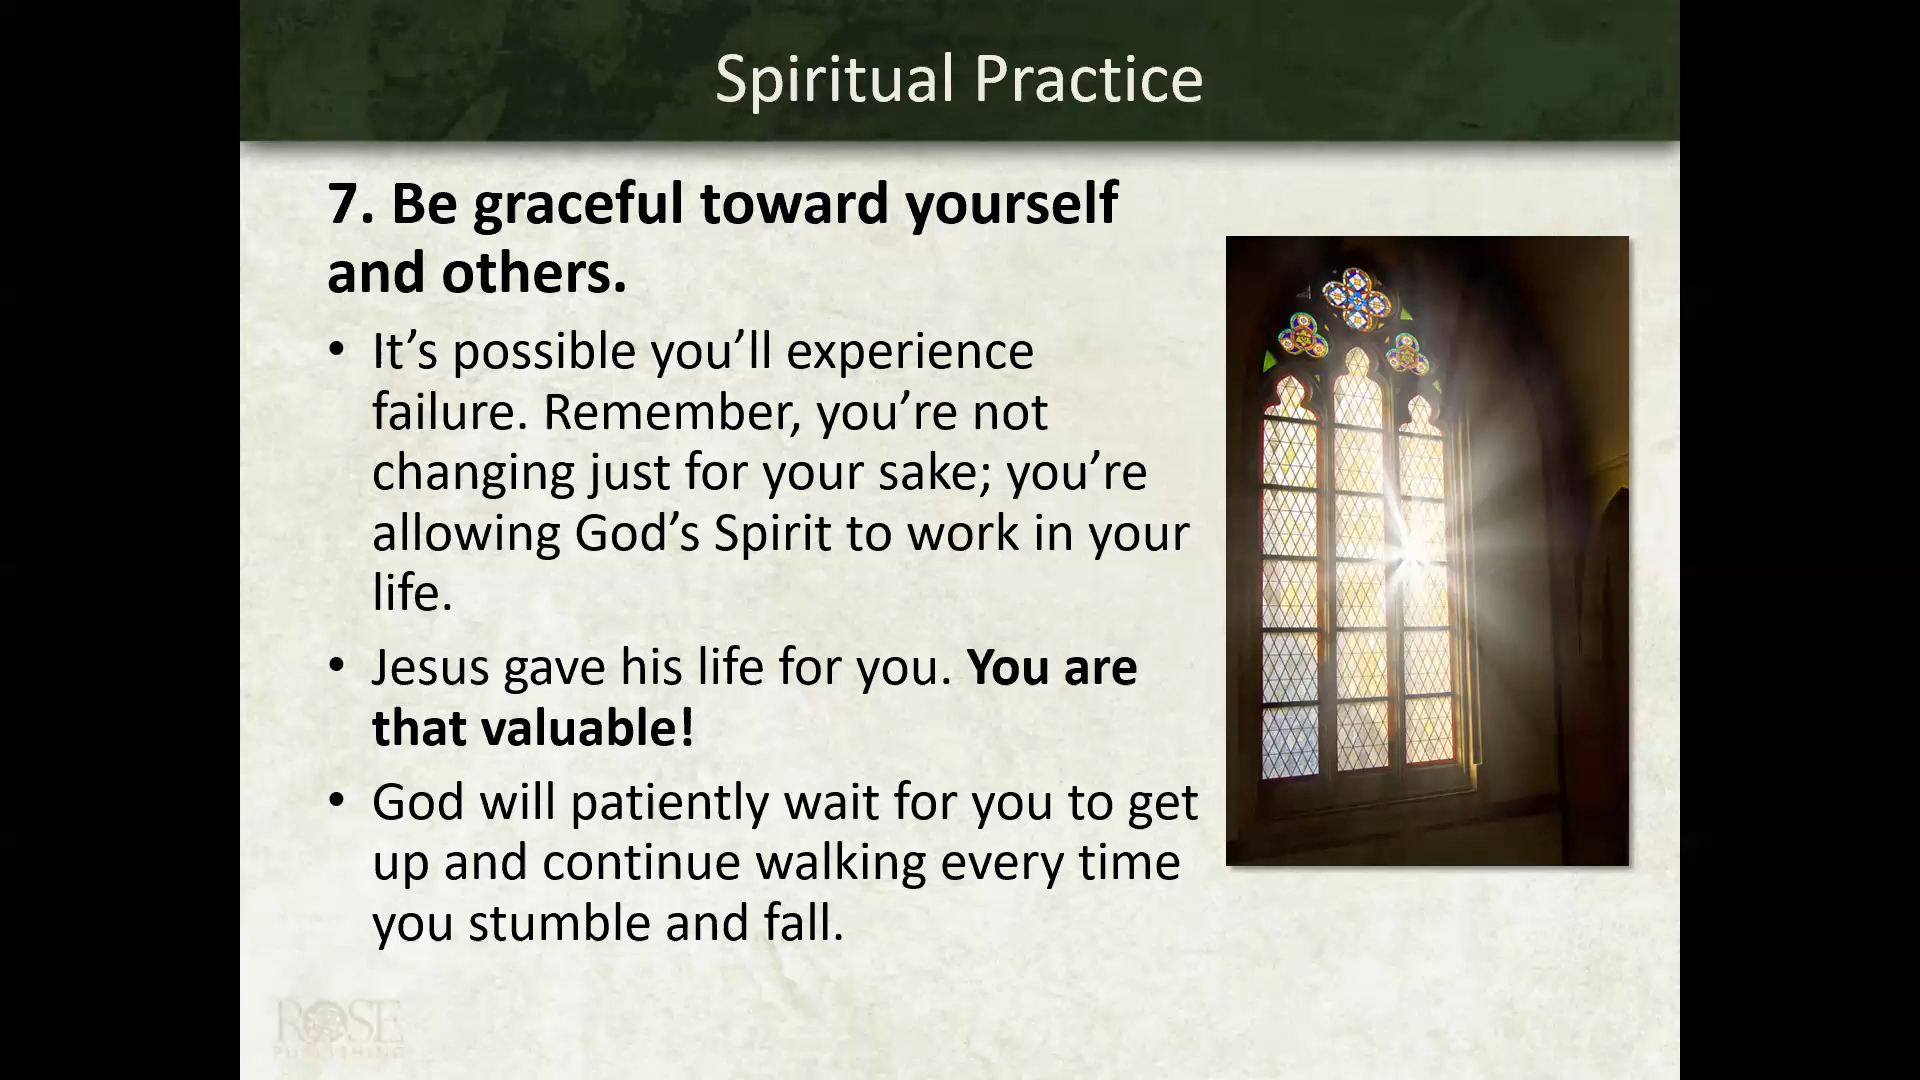 Spiritual Practice
7. Be graceful toward yourself
and others.
• It’s possible you’ll experience
failure. Remember, you’re not
changing just for your sake; you’re
allowing God’s Spirit to work in your
life.
• Jesus gave his life for you. You are
that valuable!
• God will patiently wait for you to get
up and continue walking every time
you stumble and fall.
ROSE
PUBLISHING